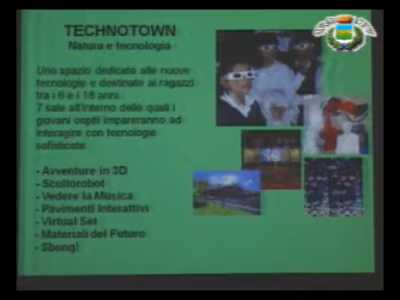 TECHNOTOWN
Natura e tecnologia
Uno spazio dedicato alle nuove
tecnologie e destinato ai ragazzi
tra i 6 e i 18 anni.
7 sale all'interno delle quali i
giovani ospiti impareranno ad
interagire con tecnologie
sofisticate:
- Avventure in 3D
- Scultorobot
- Vedere la Musica
- Pavimenti Interattivi
- Virtual Set
- Materiali del Futuro
- Sbong!